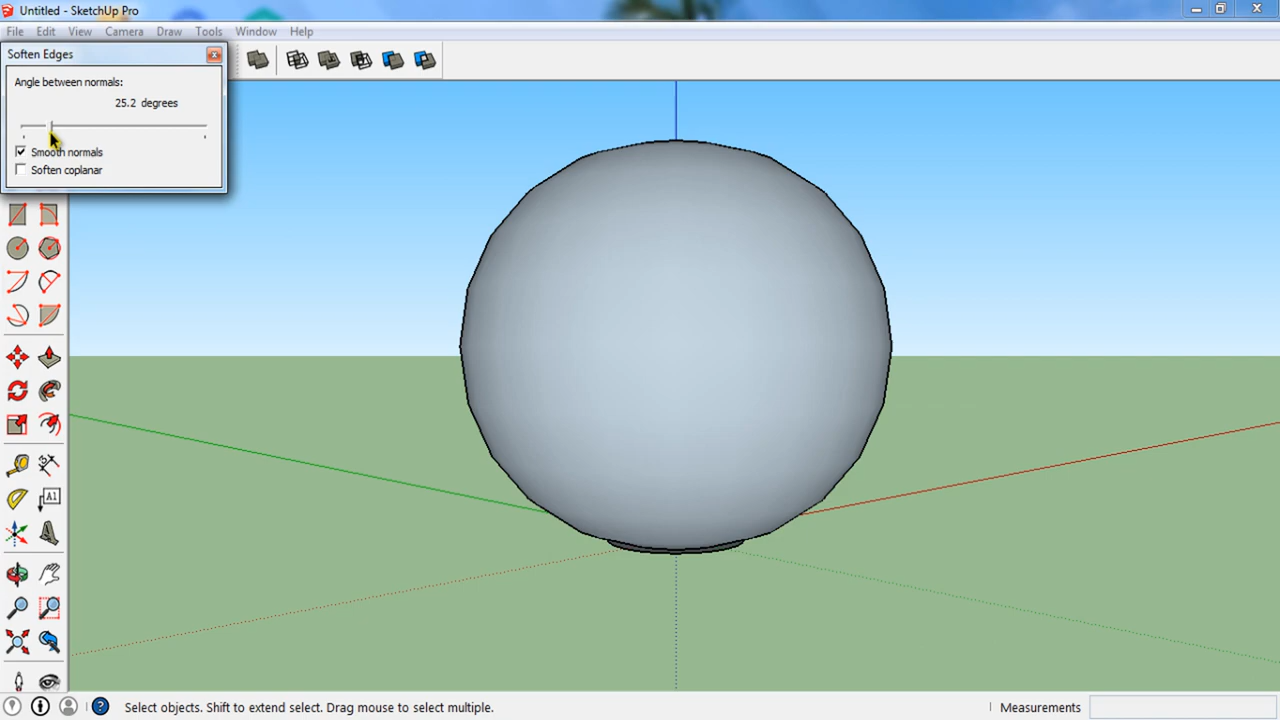 Untitled - SketchUp Pro
File Edit View Camera Draw Tools Window Help
Soften Edges
Angle between normals:
25.2 degrees
Smooth normals
Soften coplanar
A1
Select objects. Shift to extend select. Drag mouse to select multiple.
Measurements